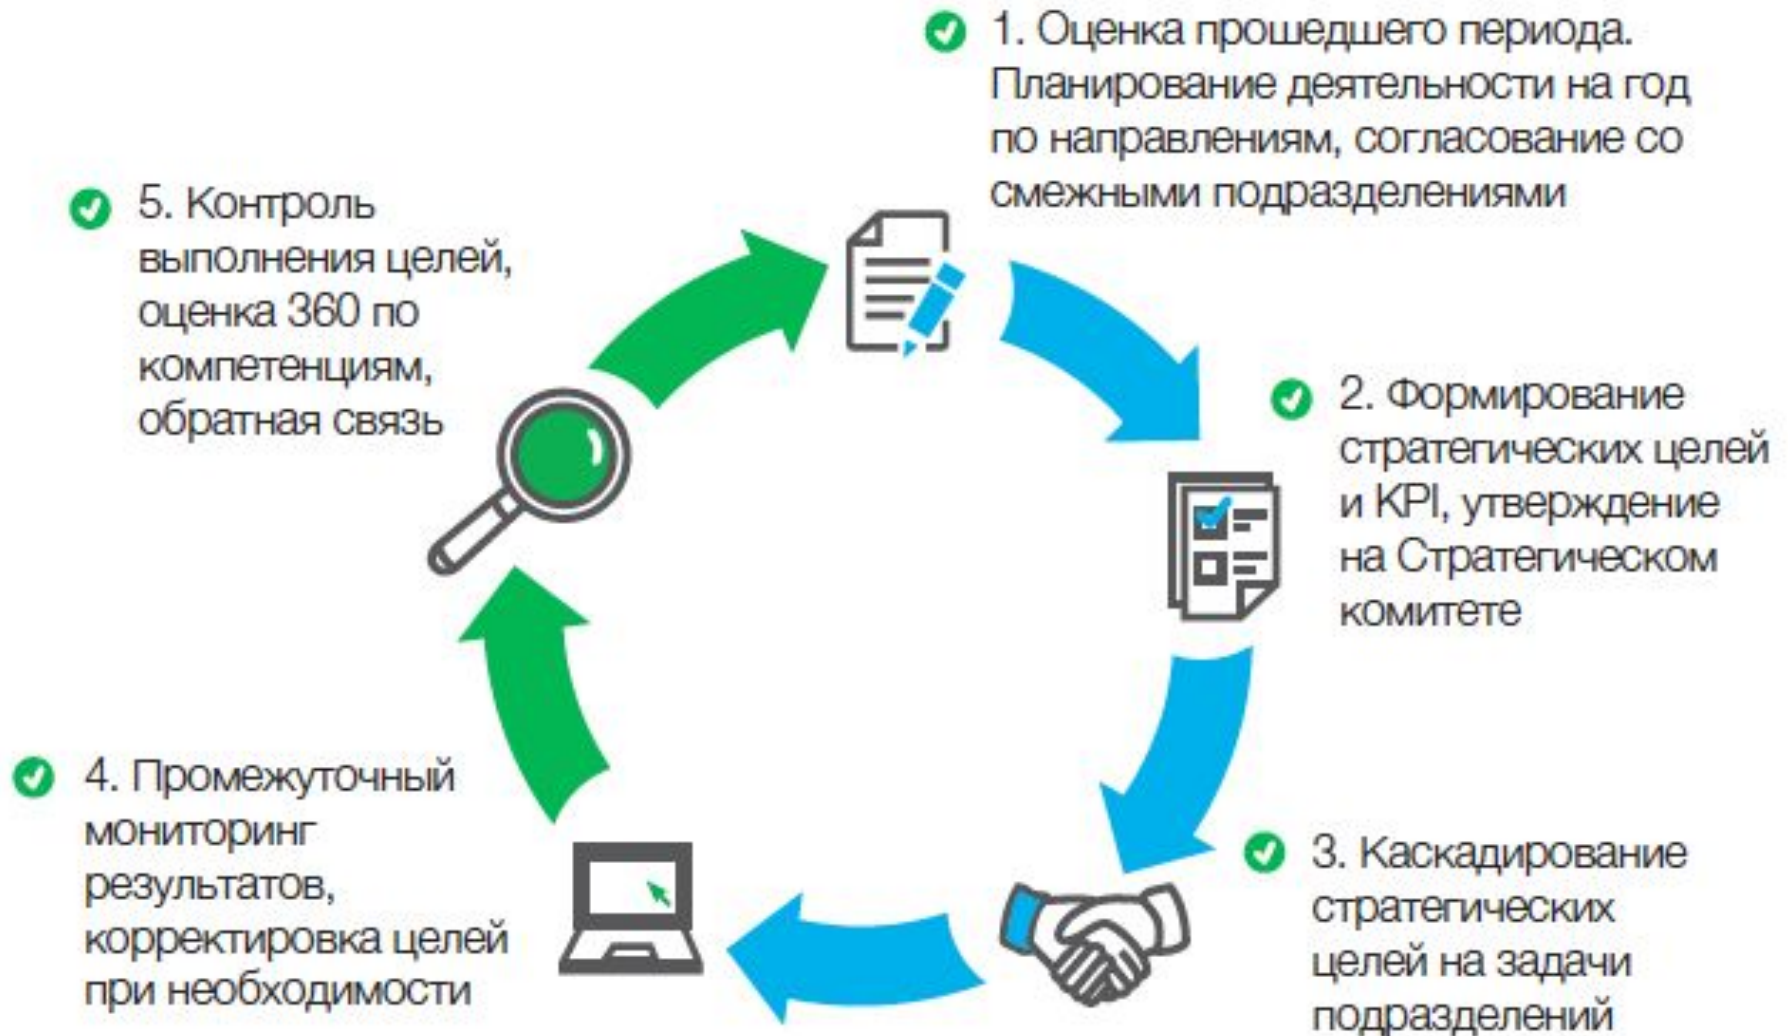 1. Оценка прошедшего периода.
Планирование деятельности на год
по направлениям, согласование со
смежными подразделениями
2. Формирование
стратегических целей
и KPI, утверждение
на Стратегическом
комитете
3. Каскадирование
стратегических
целей на задачи
подразделений
4. Промежуточный
мониторинг
результатов,
корректировка целей
при необходимости
5. Контроль
выполнения целей,
оценка 360 по
компетенциям,
обратная связь